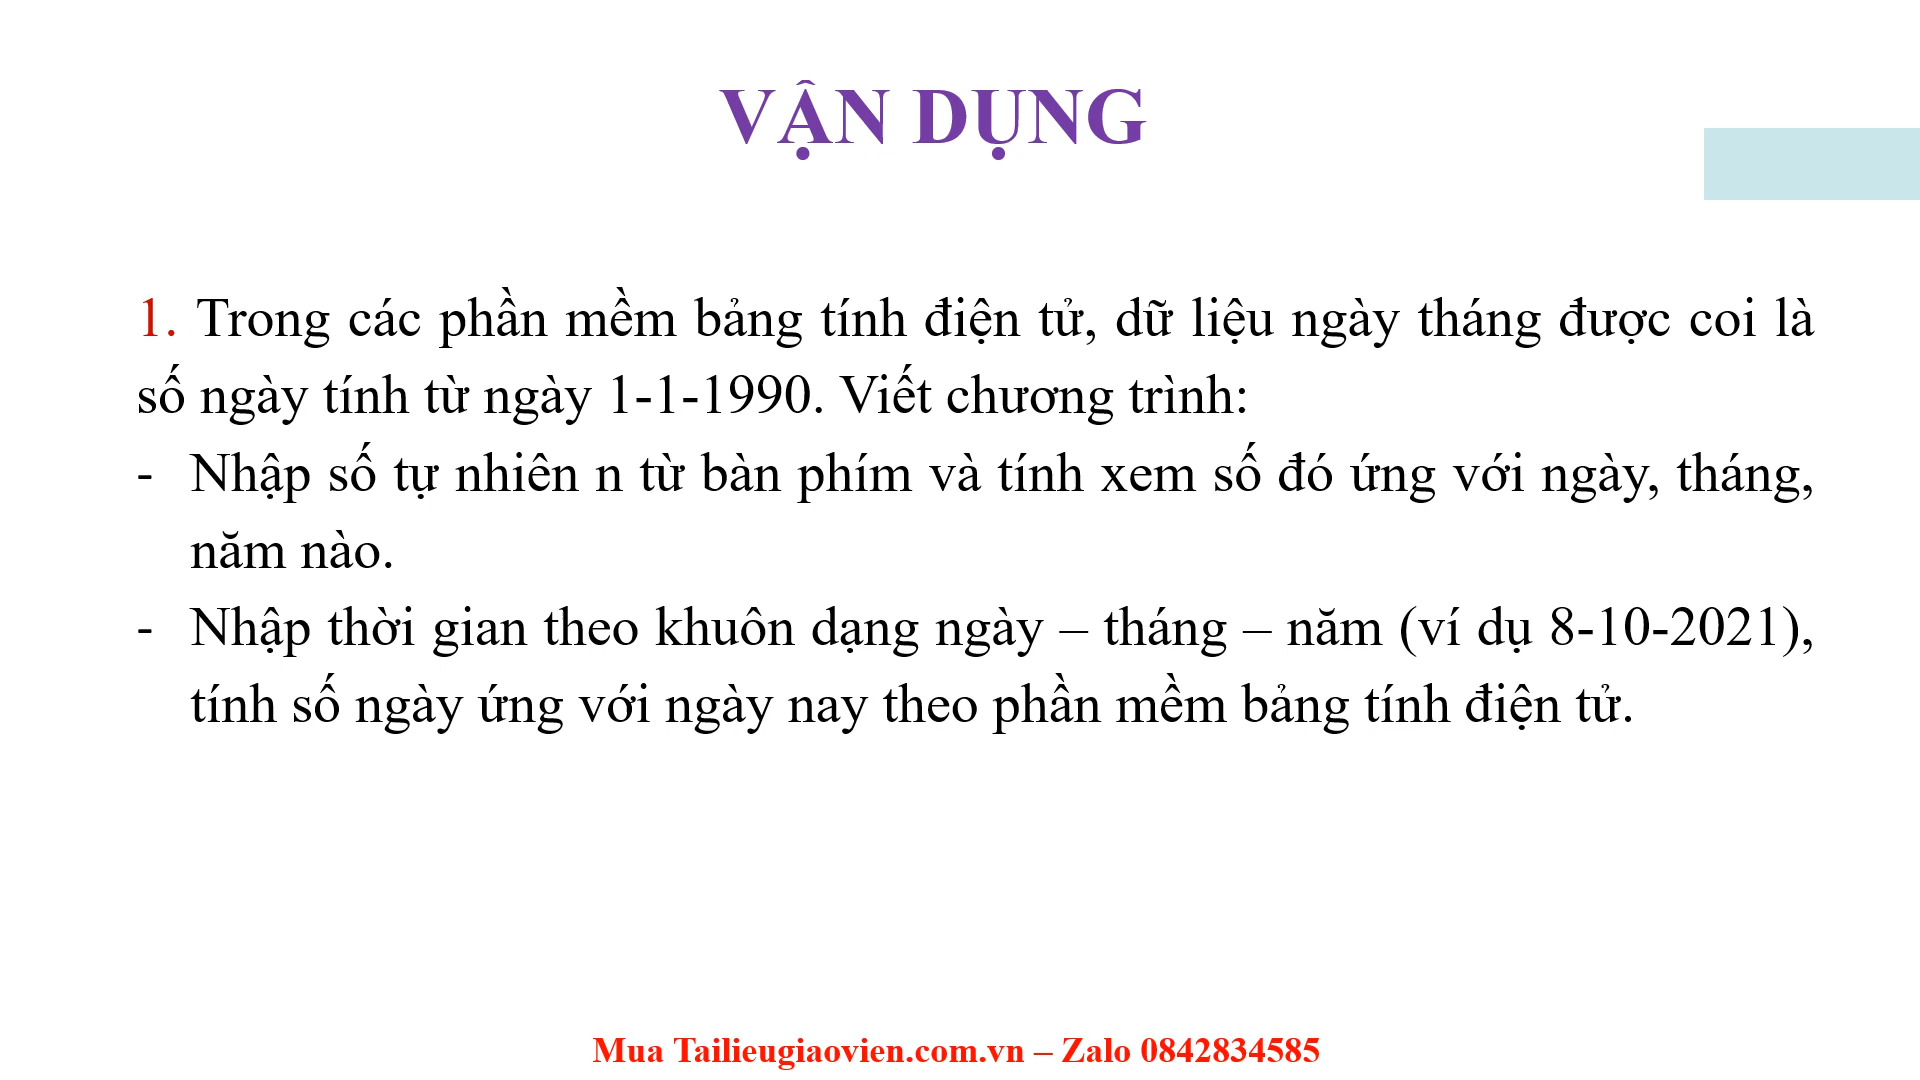 VẬN DỤNG
1. Trong các phần mềm bảng tính điện tử, dữ liệu ngày tháng được coi là
số ngày tính từ ngày 1-1-1990. Viết chương trình:
- Nhập số tự nhiên n từ bàn phím và tính xem số đó ứng với ngày, tháng,
năm nào.
- Nhập thời gian theo khuôn dạng ngày – tháng – năm (ví dụ 8-10-2021),
tính số ngày ứng với ngày nay theo phần mềm bảng tính điện tử.
Mua Tailieugiaovien.com.vn – Zalo 0842834585